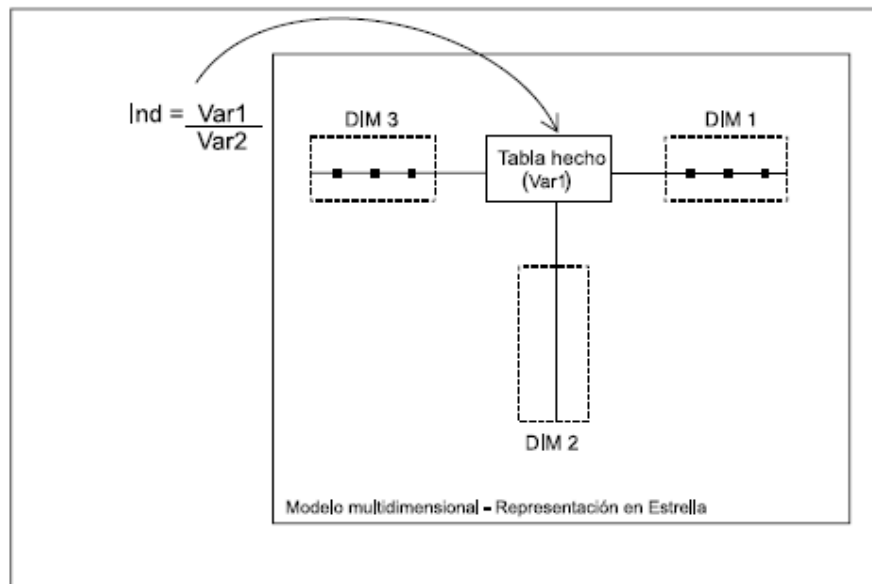 Ind = Var1
Var2
DIM 3
DIM 1
Tabla hecho
(Var1)
DIM 2
Modelo multidimensional - Representación en Estrella